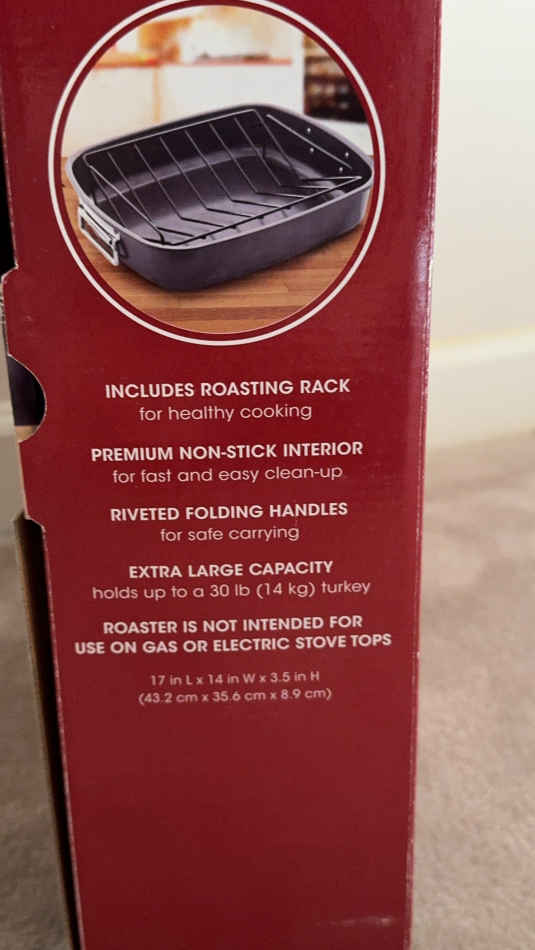 INCLUDES ROASTING RACK
for healthy cooking
PREMIUM NON-STICK INTERIOR
for fast and easy clean-up
RIVETED FOLDING HANDLES
for safe carrying
EXTRA LARGE CAPACITY
holds up to a 30 lb (14 kg) turkey
ROASTER IS NOT INTENDED FOR
USE ON GAS OR ELECTRIC STOVE TOPS
17 in L x 14 in W x 3.5 in H
(43.2 cm x 35.6 cm x 8.9 cm)